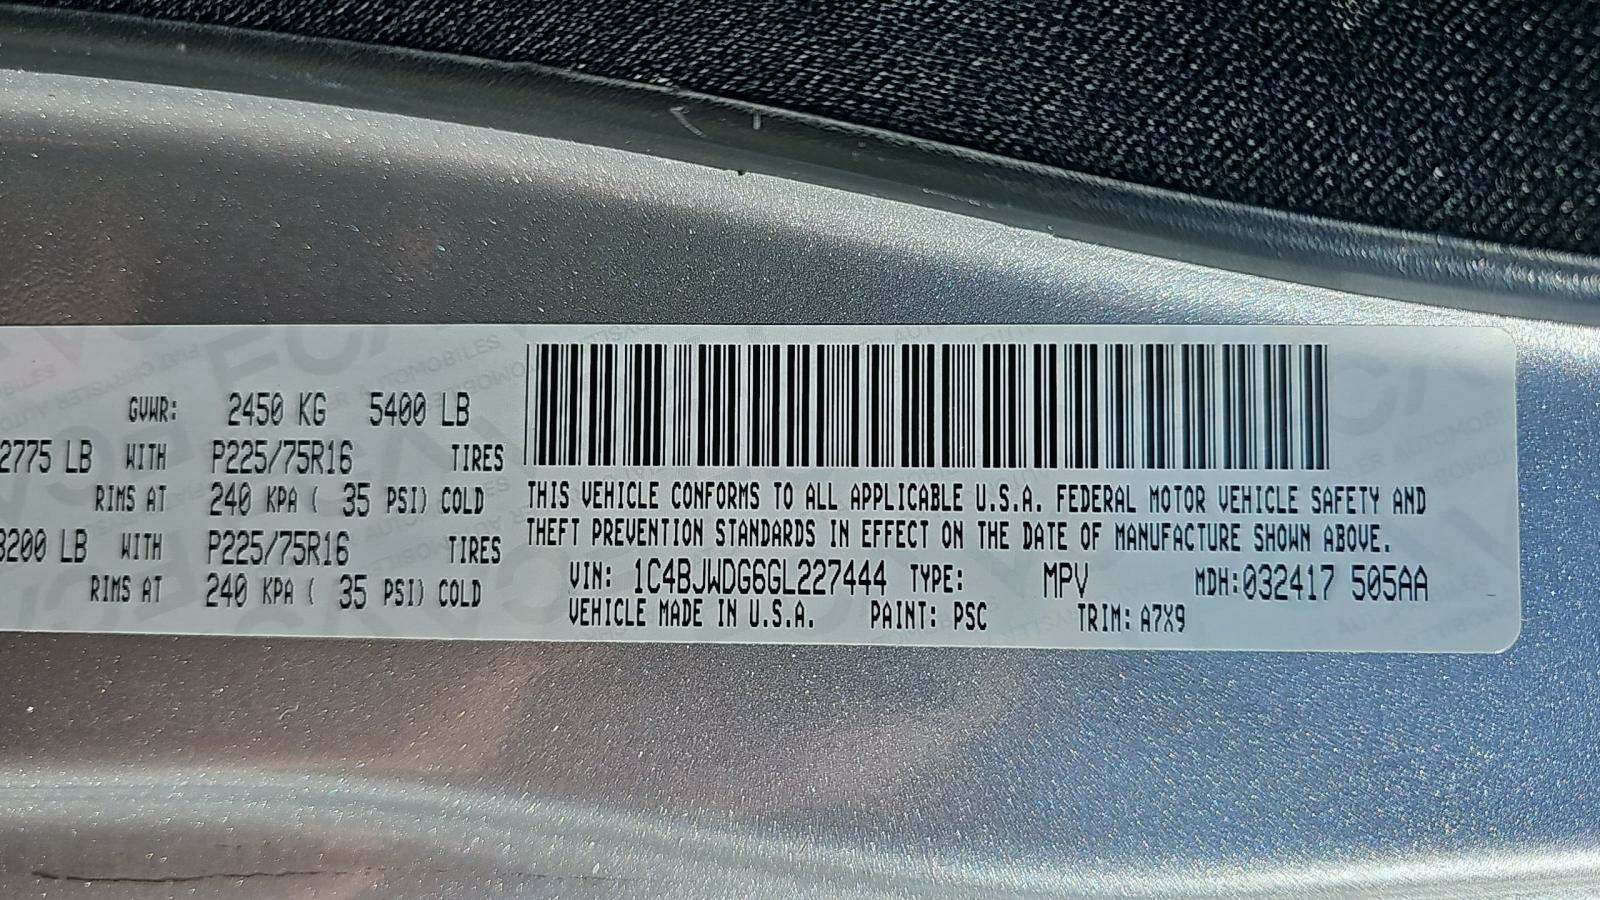 GVWR: 2450 KG 5400 LB
2775 LB WITH P225/75R16 TIRES
RIMS AT 240 KPA ( 35 PSI) COLD
3200 LB WITH P225/75R16 TIRES
RIMS AT 240 KPA ( 35 PSI) COLD
THIS VEHICLE CONFORMS TO ALL APPLICABLE U.S.A. FEDERAL MOTOR VEHICLE SAFETY AND
THEFT PREVENTION STANDARDS IN EFFECT ON THE DATE OF MANUFACTURE SHOWN ABOVE.
VIN: 1C4BJWDG6GL227444 TYPE: MPV MDH:032417 505AA
VEHICLE MADE IN U.S.A. PAINT: PSC TRIM: A7X9